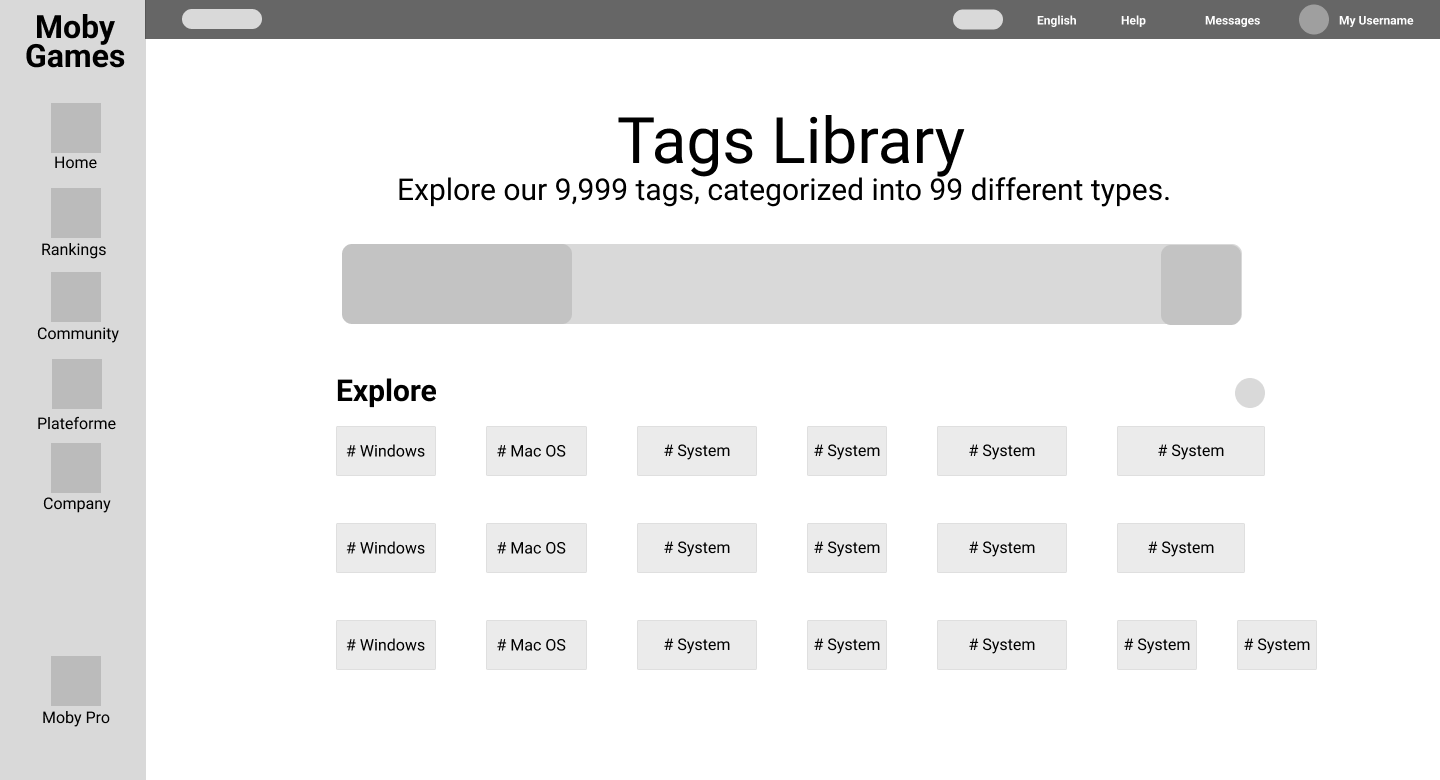 Moby
Games
English Help Messages My Username
Home
Rankings
Community
Plateforme
Company
Moby Pro
Tags Library
Explore our 9,999 tags, categorized into 99 different types.
Explore
# Windows # Mac OS # System # System # System # System
# Windows # Mac OS # System # System # System # System
# Windows # Mac OS # System # System # System # System # System